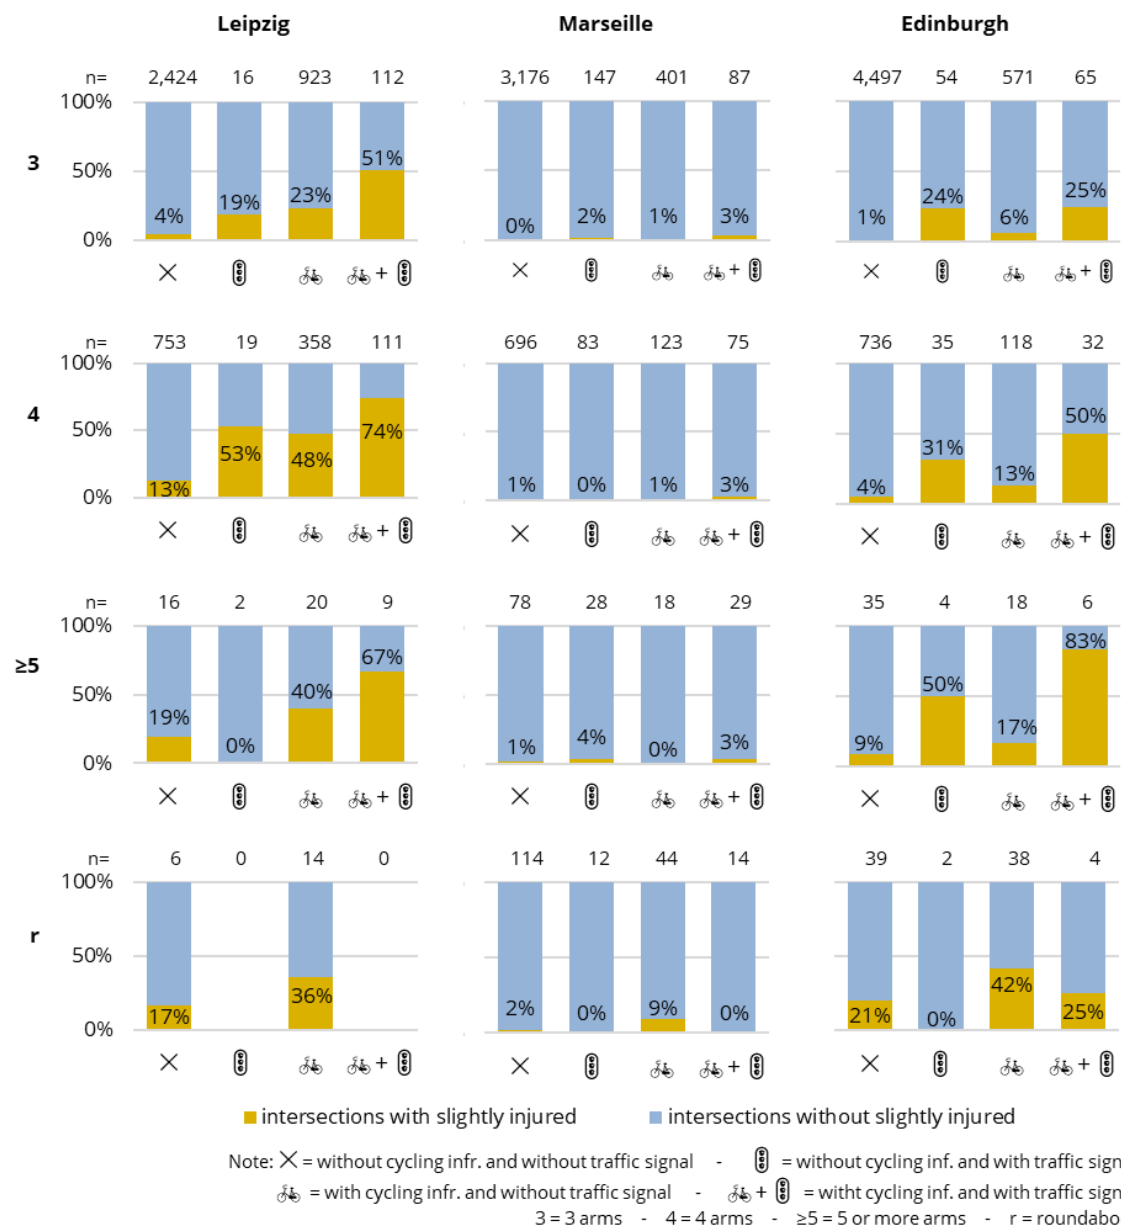 Leipzig Marseille Edinburgh
n= 2,424 16 923 112 3,176 147 401 87 4,497 54 571 65
100%
51%
3
50%
4% 19% 23% 0% 2% 1% 3% 1% 24% 6% 25%
0%
+ + +
n= 753 19 358 111 696 83 123 75 736 35 118 32
100%
4
50%
13% 53% 48% 74% 1% 0% 1% 3% 4% 31% 13% 50%
0%
+ + +
n= 16 2 20 9 78 28 18 29 35 4 18 6
100%
≥5
50%
19% 0% 40% 67% 1% 4% 0% 3% 9% 50% 17% 83%
0%
+ + +
n= 6 0 14 0 114 12 44 14 39 2 38 4
100%
r
50%
17% 36% 2% 0% 9% 0% 21% 0% 42% 25%
0%
+ + +
intersections with slightly injured intersections without slightly injured
Note: = without cycling infr. and without traffic signal - = without cycling inf. and with traffic sign
= with cycling infr. and without traffic signal - + = witht cycling inf. and with traffic sign
3 = 3 arms - 4 = 4 arms - ≥5 = 5 or more arms - r = roundabo